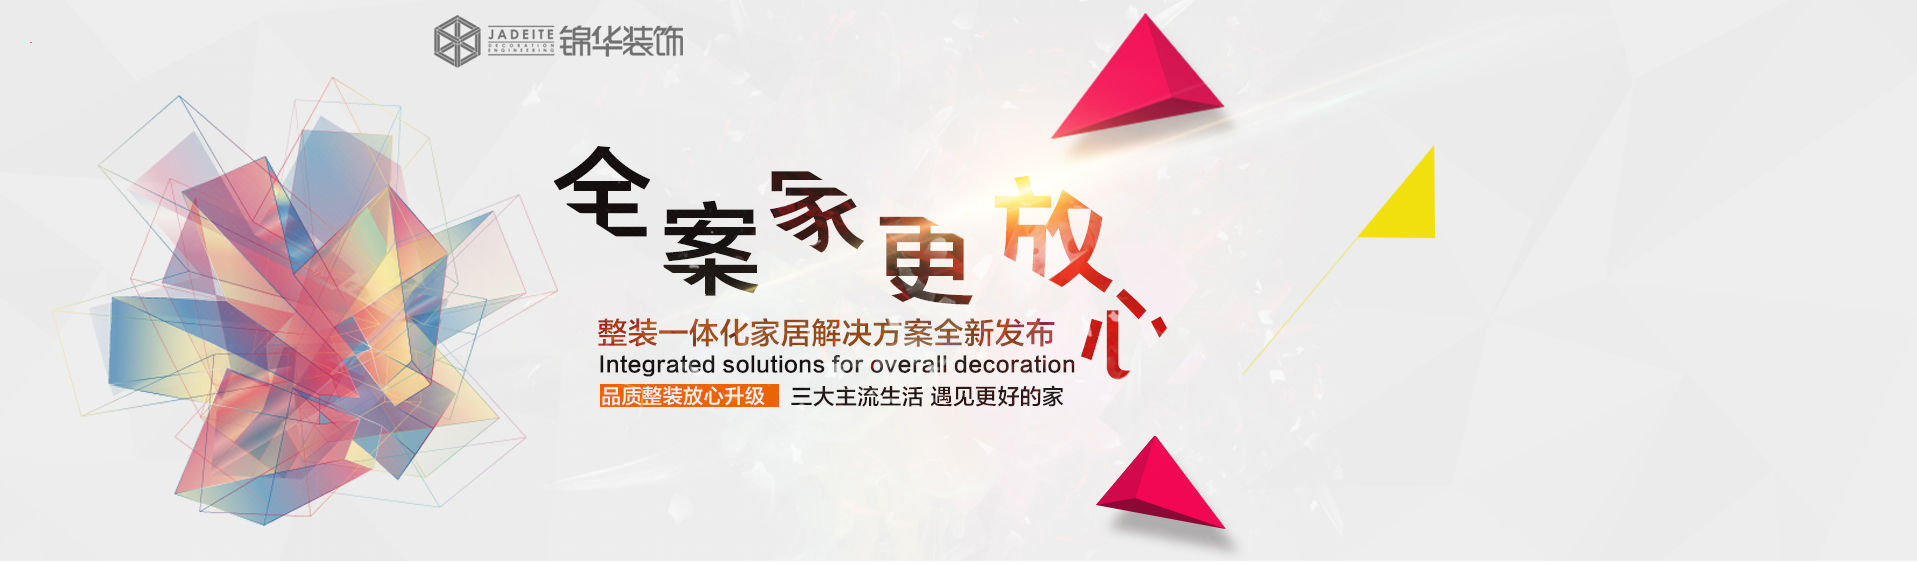 JADEITE
DECORATION
ENGINEERING
锦华装饰
全案家更放心
整装一体化家居解决方案全新发布
Integrated solutions for overall decoration
品质整装放心升级 三大主流生活 遇见更好的家